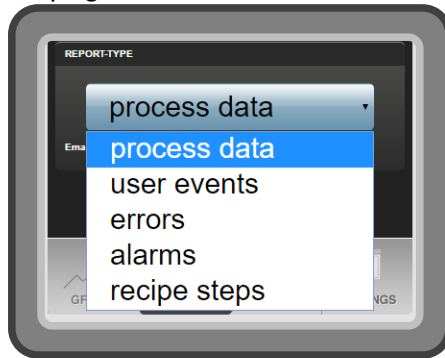 REPORT-TYPE
process data
process data
user events
errors
alarms
recipe steps